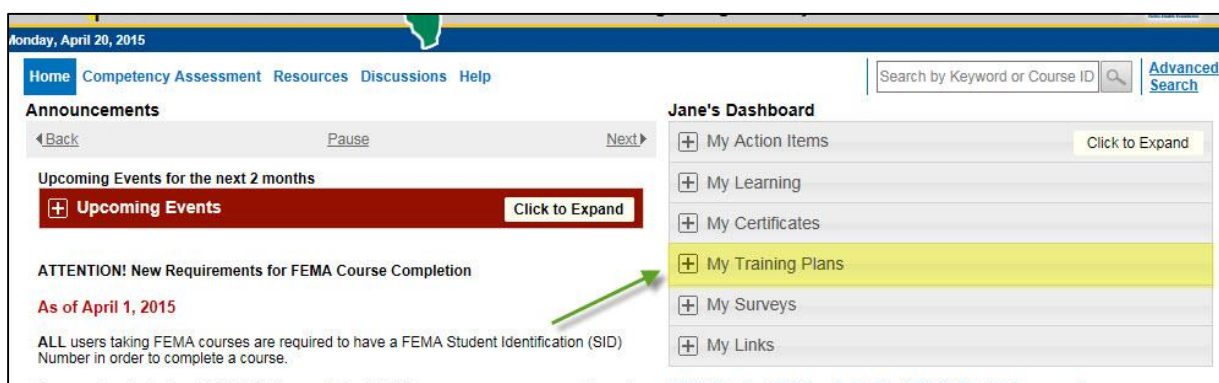 Monday, April 20, 2015
Home Competency Assessment Resources Discussions Help
Search by Keyword or Course ID
Advanced
Search
Announcements
Back Pause Next
Upcoming Events for the next 2 months
Upcoming Events Click to Expand
ATTENTION! New Requirements for FEMA Course Completion
As of April 1, 2015
ALL users taking FEMA courses are required to have a FEMA Student Identification (SID)
Number in order to complete a course.
Jane's Dashboard
My Action Items Click to Expand
My Learning
My Certificates
My Training Plans
My Surveys
My Links